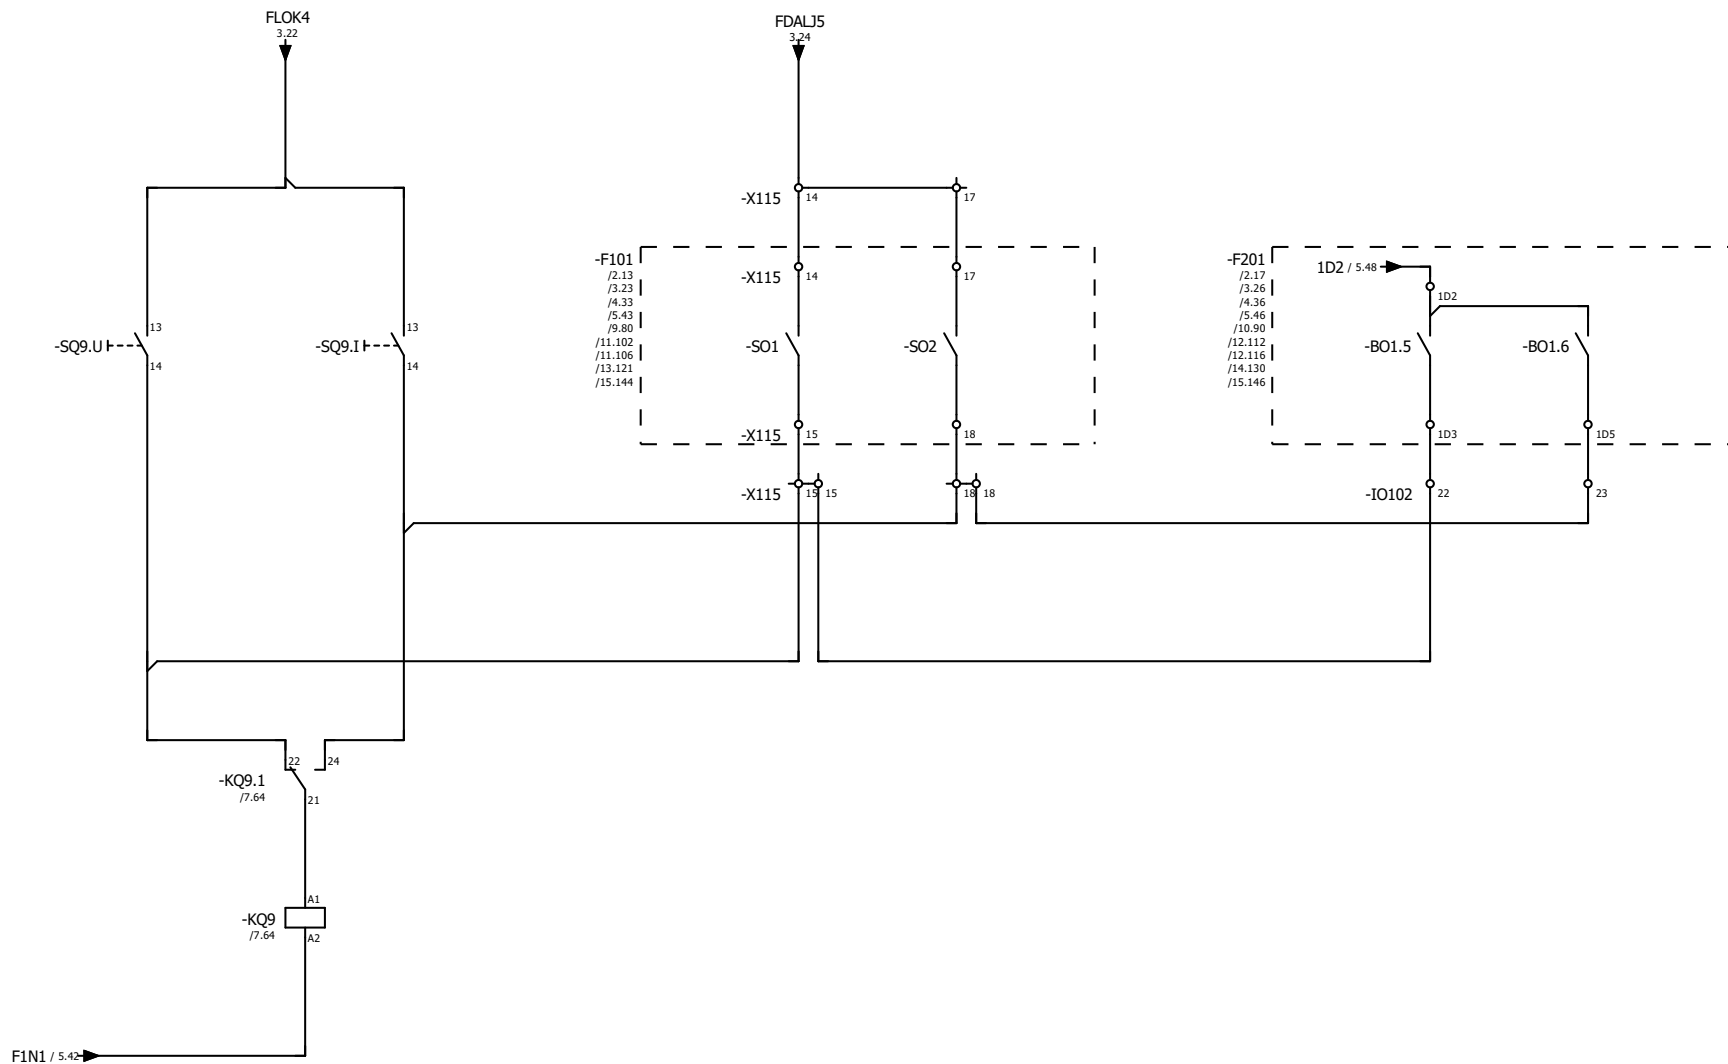 FLOK4
3.22
FDALJ5
3.24
-X115
14
17
-F101
/2.13
/3.23
/4.33
/5.43
/9.80
/11.102
/11.106
/13.121
/15.144
-X115
14
17
-F201
/2.17
/3.26
/4.36
/5.46
/10.90
/12.112
/12.116
/14.130
/15.146
1D2 / 5.48
1D2
-SQ9.U
13
14
-SQ9.I
13
14
-SO1
-SO2
-BO1.5
-BO1.6
-X115
15
18
1D3
1D5
-X115
15
15
18
18
-IO102
22
23
-KQ9.1
/7.64
22
24
21
-KQ9
/7.64
A1
A2
F1N1 / 5.42